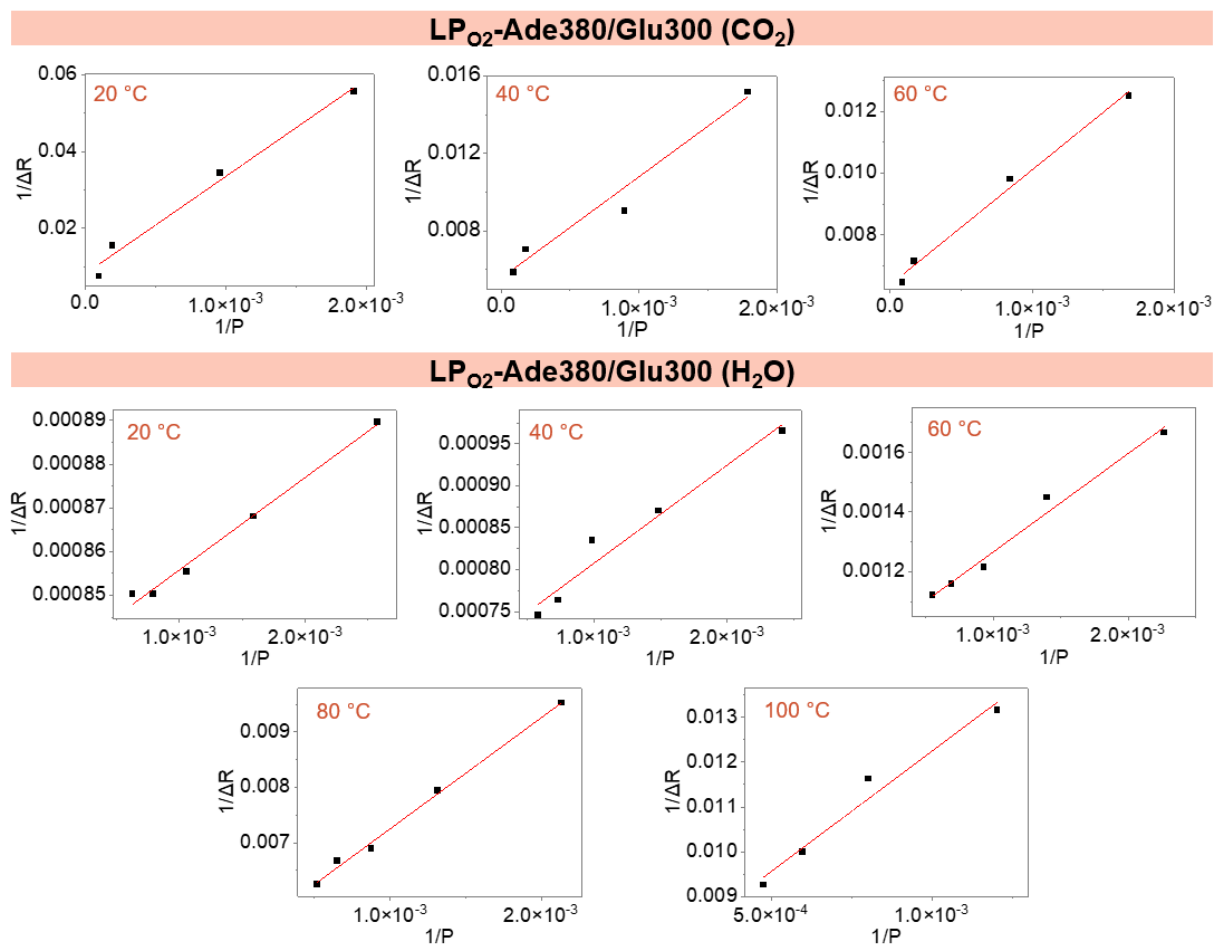 LPO2-Ade380/Glu300 (CO2)
20 °C
0.06
0.04
0.02
1/ΔR
0.0
1.0×10-3
2.0×10-3
1/P
40 °C
0.016
0.012
0.008
1/ΔR
0.0
1.0×10-3
2.0×10-3
1/P
60 °C
0.012
0.010
0.008
1/ΔR
0.0
1.0×10-3
2.0×10-3
1/P
LPO2-Ade380/Glu300 (H2O)
20 °C
0.00089
0.00088
0.00087
0.00086
0.00085
1/ΔR
1.0×10-3
2.0×10-3
1/P
40 °C
0.00095
0.00090
0.00085
0.00080
0.00075
1/ΔR
1.0×10-3
2.0×10-3
1/P
60 °C
0.0016
0.0014
0.0012
1/ΔR
1.0×10-3
2.0×10-3
1/P
80 °C
0.009
0.008
0.007
1/ΔR
1.0×10-3
2.0×10-3
1/P
100 °C
0.013
0.012
0.011
0.010
0.009
1/ΔR
5.0×10-4
1.0×10-3
1/P